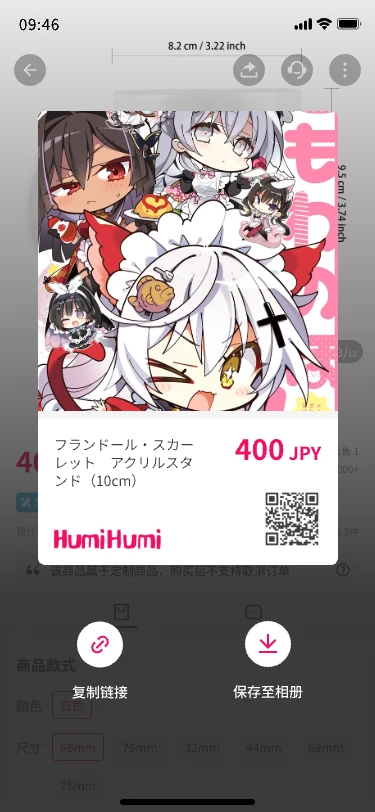 09:46
8.2 cm / 3.22 inch
9.5 cm / 3.74 inch
フランドール・スカー
レット　アクリルスタ
ンド（10cm）
400 JPY
HumiHumi
该商品属于定制商品，购买后不支持取消订单
复制链接
保存至相册
商品款式
颜色
白色
尺寸
65mm
75mm
32mm
44mm
58mm
75mm